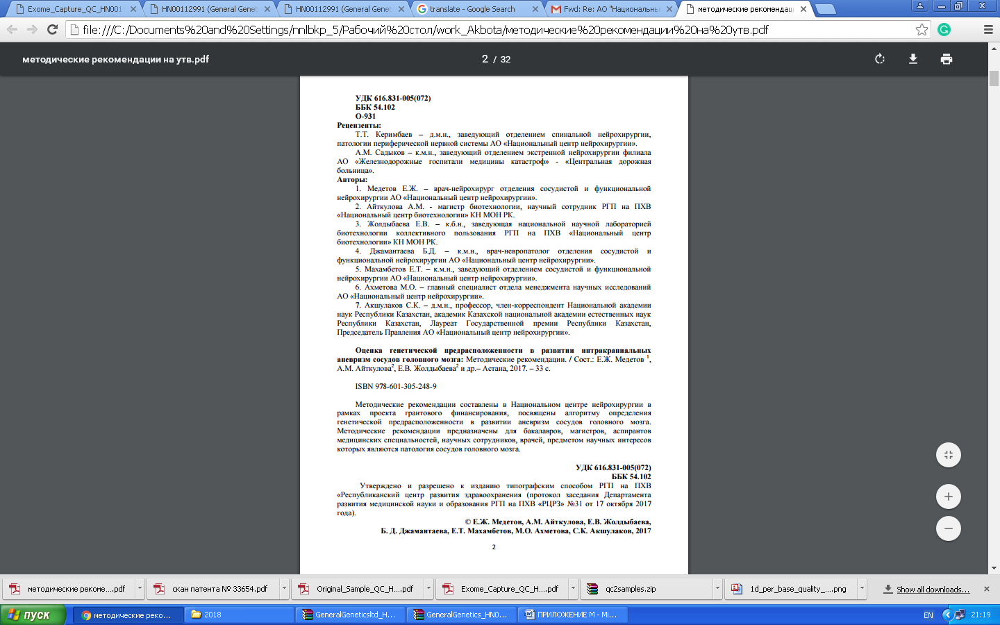 Exome_Capture_QC_HN001
HN00112991 (General Genet
HN00112991 (General Genet
translate - Google Search
Fwd: Re: АО "Национальны
методические рекомендаци
file:///C:/Documents%20and%20Settings/nnlbkp_5/Рабочий%20стол/work_Akbota/методические%20рекомендации%20на%20утв.pdf
методические рекомендации на утв.pdf
2 / 32
УДК 616.831-005(072)
ББК 54.102
О-931
Рецензенты:
Т.Т. Керимбаев – д.м.н., заведующий отделением спинальной нейрохирургии,
патологии периферической нервной системы АО «Национальный центр нейрохирургии».
А.М. Садыков – к.м.н., заведующий отделением экстренной нейрохирургии филиала
АО «Железнодорожные госпитали медицины катастроф» - «Центральная дорожная
больница».
Авторы:
1. Медетов Е.Ж. – врач-нейрохирург отделения сосудистой и функциональной
нейрохирургии АО «Национальный центр нейрохирургии».
2. Айткулова А.М. - магистр биотехнологии, научный сотрудник РГП на ПХВ
«Национальный центр биотехнологии» КН МОН РК.
3. Жолдыбаева Е.В. – к.б.н., заведующая национальной научной лабораторией
биотехнологии коллективного пользования РГП на ПХВ «Национальный центр
биотехнологии» КН МОН РК.
4. Джамантаева Б.Д. – к.м.н., врач-невропатолог отделения сосудистой и
функциональной нейрохирургии АО «Национальный центр нейрохирургии».
5. Махамбетов Е.Т. – к.м.н., заведующий отделением сосудистой и функциональной
нейрохирургии АО «Национальный центр нейрохирургии».
6. Ахметова М.О. – главный специалист отдела менеджмента научных исследований
АО «Национальный центр нейрохирургии».
7. Акшулаков С.К. – д.м.н., профессор, член-корреспондент Национальной академии
наук Республики Казахстан, академик Казахской национальной академии естественных наук
Республики Казахстан, Лауреат Государственной премии Республики Казахстан,
Председатель Правления АО «Национальный центр нейрохирургии».
Оценка генетической предрасположенности в развитии интракраниальных
аневризм сосудов головного мозга: Методические рекомендации. / Сост.: Е.Ж. Медетов 1,
А.М. Айткулова2, Е.В. Жолдыбаева2 и др.– Астана, 2017. – 33 с.
ISBN 978-601-305-248-9
Методические рекомендации составлены в Национальном центре нейрохирургии в
рамках проекта грантового финансирования, посвящены алгоритму определения
генетической предрасположенности в развитии аневризм сосудов головного мозга.
Методические рекомендации предназначены для бакалавров, магистров, аспирантов
медицинских специальностей, научных сотрудников, врачей, предметом научных интересов
которых являются патология сосудов головного мозга.
УДК 616.831-005(072)
ББК 54.102
Утверждено и разрешено к изданию типографским способом РГП на ПХВ
«Республиканский центр развития здравоохранения (протокол заседания Департамента
развития медицинской науки и образования РГП на ПХВ «РЦРЗ» №31 от 17 октября 2017
года).
© Е.Ж. Медетов, А.М. Айткулова, Е.В. Жолдыбаева,
Б. Д. Джамантаева, Е.Т. Махамбетов, М.О. Ахметова, С.К. Акшулаков, 2017
2
методические рекоме....pdf
скан патента № 33654.pdf
Original_Sample_QC_H....pdf
Exome_Capture_QC_H....pdf
qc2samples.zip
1d_per_base_quality_....png
Show all downloads...
пуск
методические реко...
2018
GeneralGeneticsltd_H...
GeneralGenetics_HN0...
ПРИЛОЖЕНИЕ М - Mi...
EN
21:19